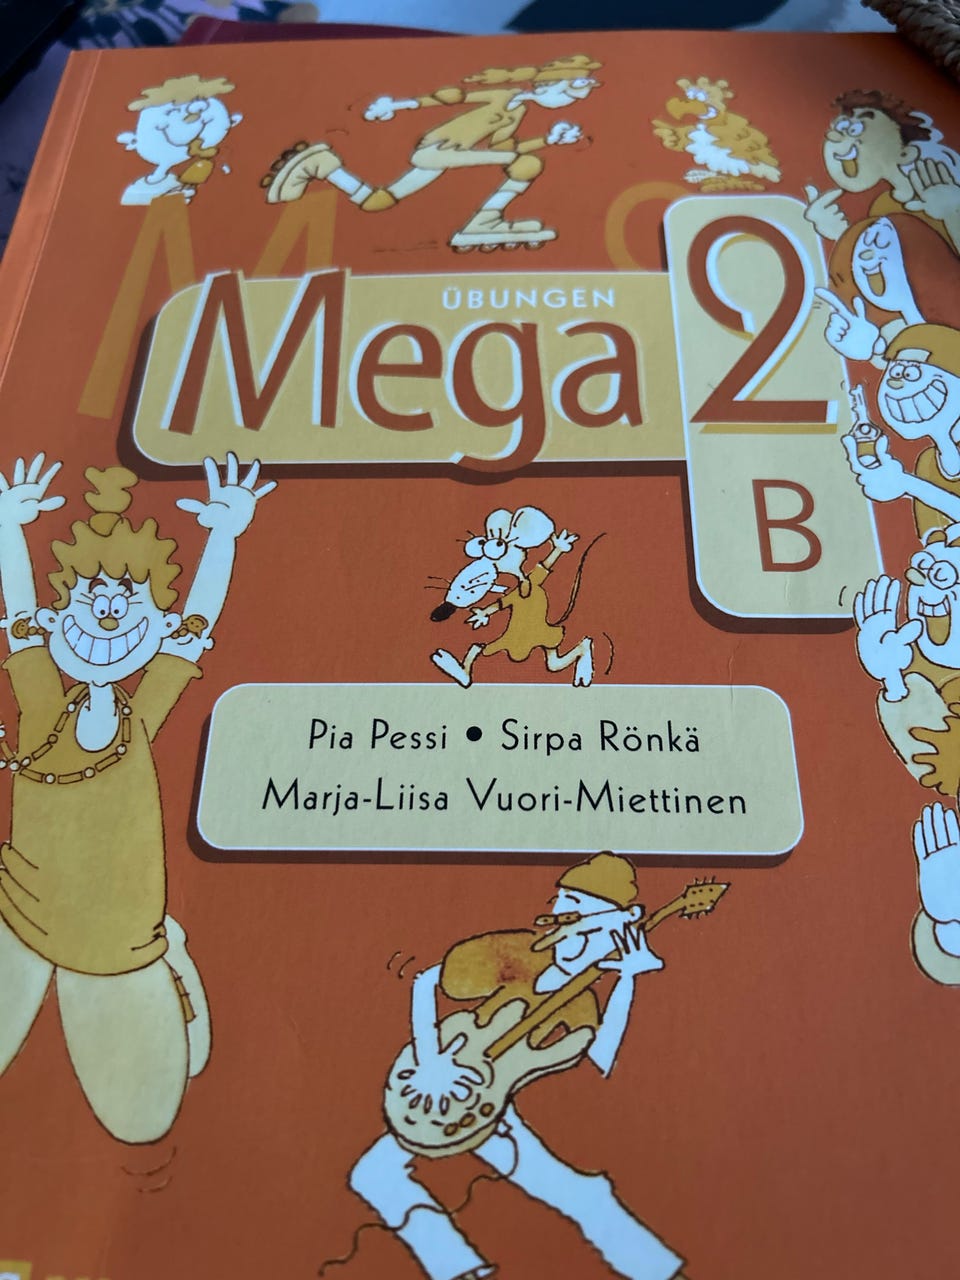 ÜBUNGEN
Mega 2
B
Pia Pessi • Sirpa Rönkä
Marja-Liisa Vuori-Miettinen